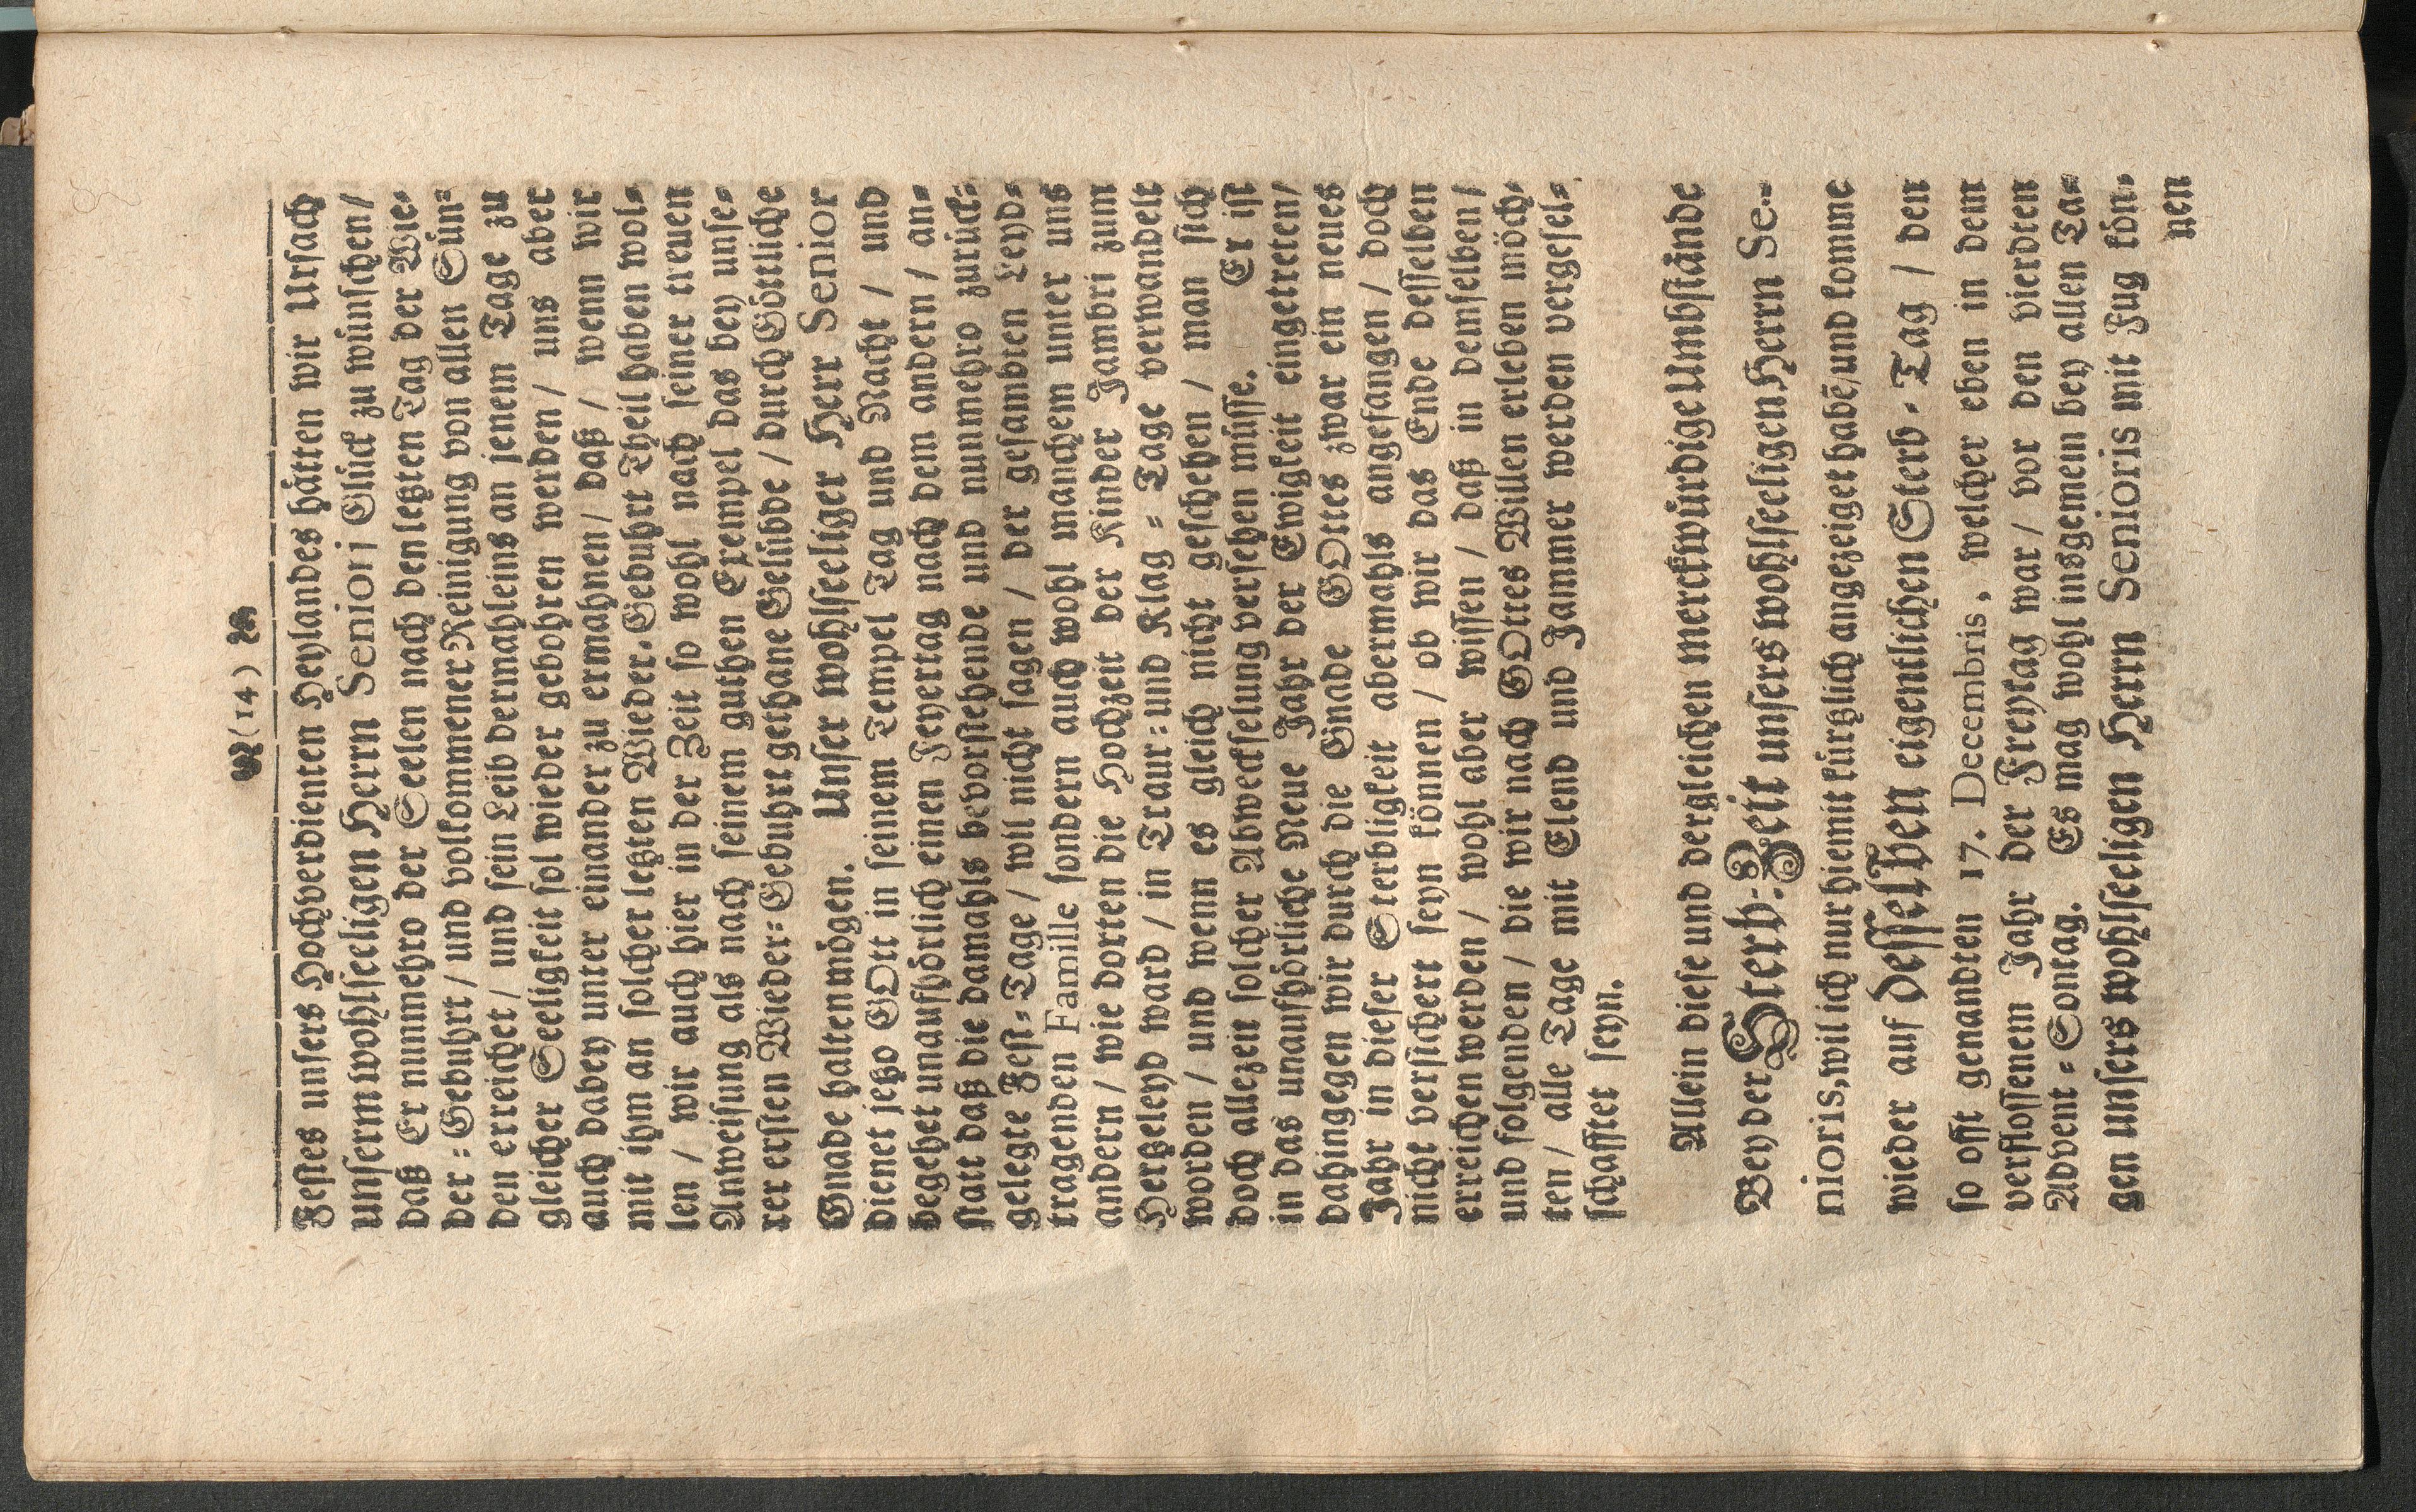 (14)
Festes unsers Hochverdienten Heylandes hätten wir Ursach
unserm wohlseeligen Herrn Seniori Glück zu wünschen/
daß Er nunmehro der Seelen nach den letzten Tag der Wie-
der-Gebuhrt/ und volkommener Reinigung von allen Sün-
den erreichet/ und sein Leib dermahleins an jenem Tage zu
gleicher Seeligkeit sol wieder gebohren werden/ uns aber
auch dabey unter einander zu ermahnen/ daß/ wenn wir
mit ihm an solcher letzten Wieder-Gebuhrt Theil haben wol-
len/ wir auch hier in der Zeit so wohl nach seiner treuen
Anweisung als nach seinem guthen Exempel das bey unse-
rer ersten Wieder-Gebuhrt gethane Gelübde/ durch Göttliche
Gnade halten mögen. Unser wohlseeliger Herr Senior
dienet jetzo GOtt in seinem Tempel Tag und Nacht/ und
begehet unaufhörlich einen Feyertag nach dem andern/ an-
statt daß die damahls bevorstehende und nunmehro zurück-
gelegte Fest-Tage/ wil nicht sagen/ der gesambten Leyd-
tragenden Famille sondern auch wohl manchem unter uns
andern/ wie dorten die Hochzeit der Kinder Jambri zum
Hertzeleyd ward/ in Traur-und Klag-Tage verwandelt
worden/ und wenn es gleich nicht geschehen/ man sich
doch allezeit solcher Abweckselung versehen müsse. Er ist
in das unaufhörliche Neue Jahr der Ewigkeit eingetreten/
dahingegen wir durch die Gnade GOttes zwar ein neues
Jahr in dieser Sterbligkeit abermahls angefangen/ doch
nicht versichert seyn können/ ob wir das Ende desselben
erreichen werden/ wohl aber wissen/ daß in demselben/
und folgenden/ die wir nach GOttes Willen erleben möch-
ten/ alle Tage mit Elend und Jammer werden vergesel-
schafftet seyn.
Allein diese und dergleichen merckwürdige Umbstände
Bey der Sterb-Zeit unsers wohlseeligen Herrn Se-
nioris, wil ich nur hiemit kürtzlich angezeiget habē/und komme
wieder auf desselben eigentlichen Sterb-Tag/ den
so offt genandten 17. Decembris, welcher eben in dem
verflossenem Jahr der Freytag war/ vor den vierdten
Advent-Sontag. Es mag wohl insgemein bey allen Ta-
gen unsers wohlseeligen Herrn Senioris mit Fug kön-
nen